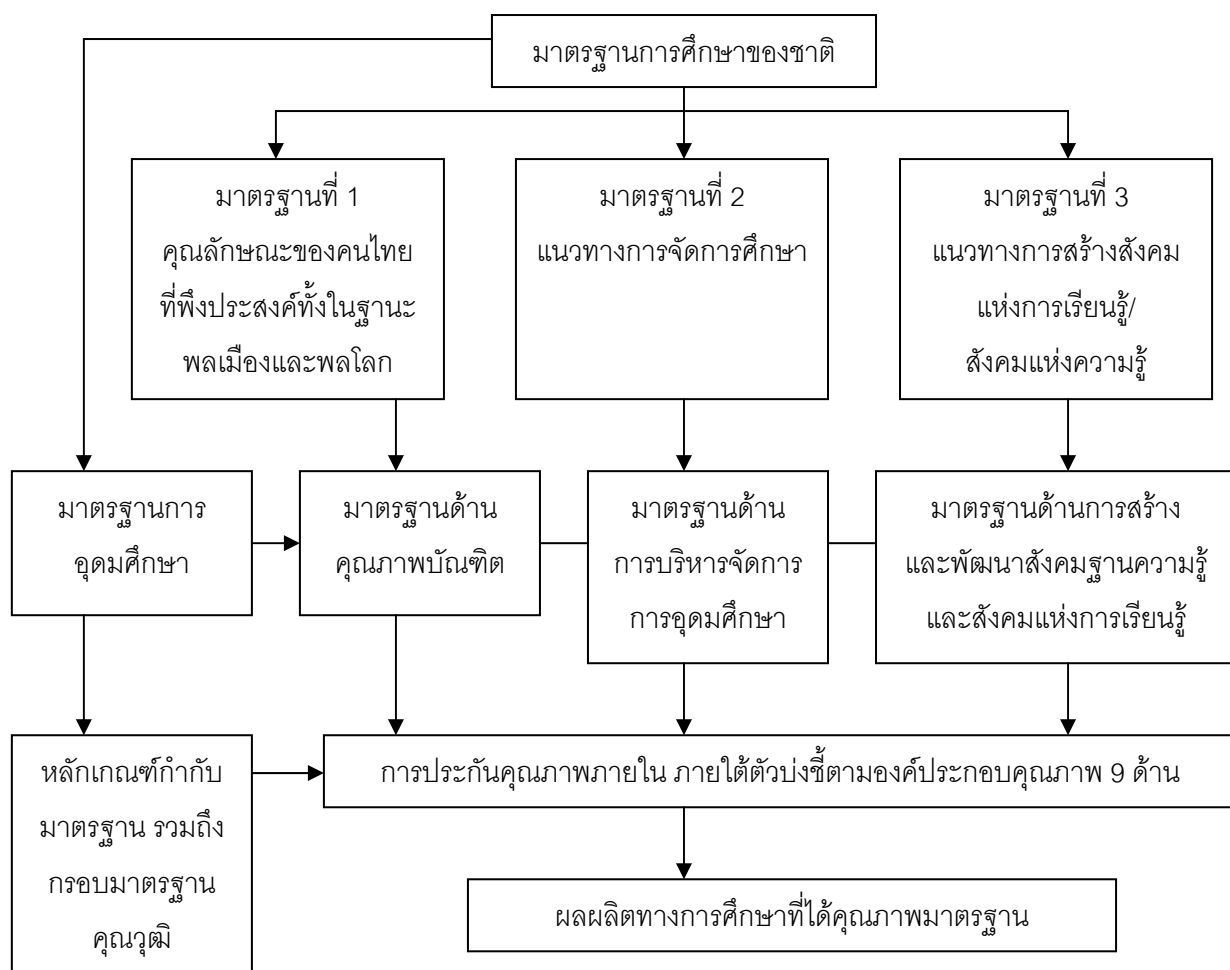 มาตรฐานการศึกษาของชาติ
มาตรฐานที่ 1
คุณลักษณะของคนไทย
ที่พึงประสงค์ทั้งในฐานะ
พลเมืองและพลโลก
มาตรฐานที่ 2
แนวทางการจัดการศึกษา
มาตรฐานที่ 3
แนวทางการสร้างสังคม
แห่งการเรียนรู้/
สังคมแห่งความรู้
มาตรฐานการ
อุดมศึกษา
มาตรฐานด้าน
คุณภาพบัณฑิต
มาตรฐานด้าน
การบริหารจัดการ
การอุดมศึกษา
มาตรฐานด้านการสร้าง
และพัฒนาสังคมฐานความรู้
และสังคมแห่งการเรียนรู้
หลักเกณฑ์กำกับ
มาตรฐาน รวมถึง
กรอบมาตรฐาน
คุณวุฒิ
การประกันคุณภาพภายใน ภายใต้ตัวบ่งชี้ตามองค์ประกอบคุณภาพ 9 ด้าน
ผลผลิตทางการศึกษาที่ได้คุณภาพมาตรฐาน